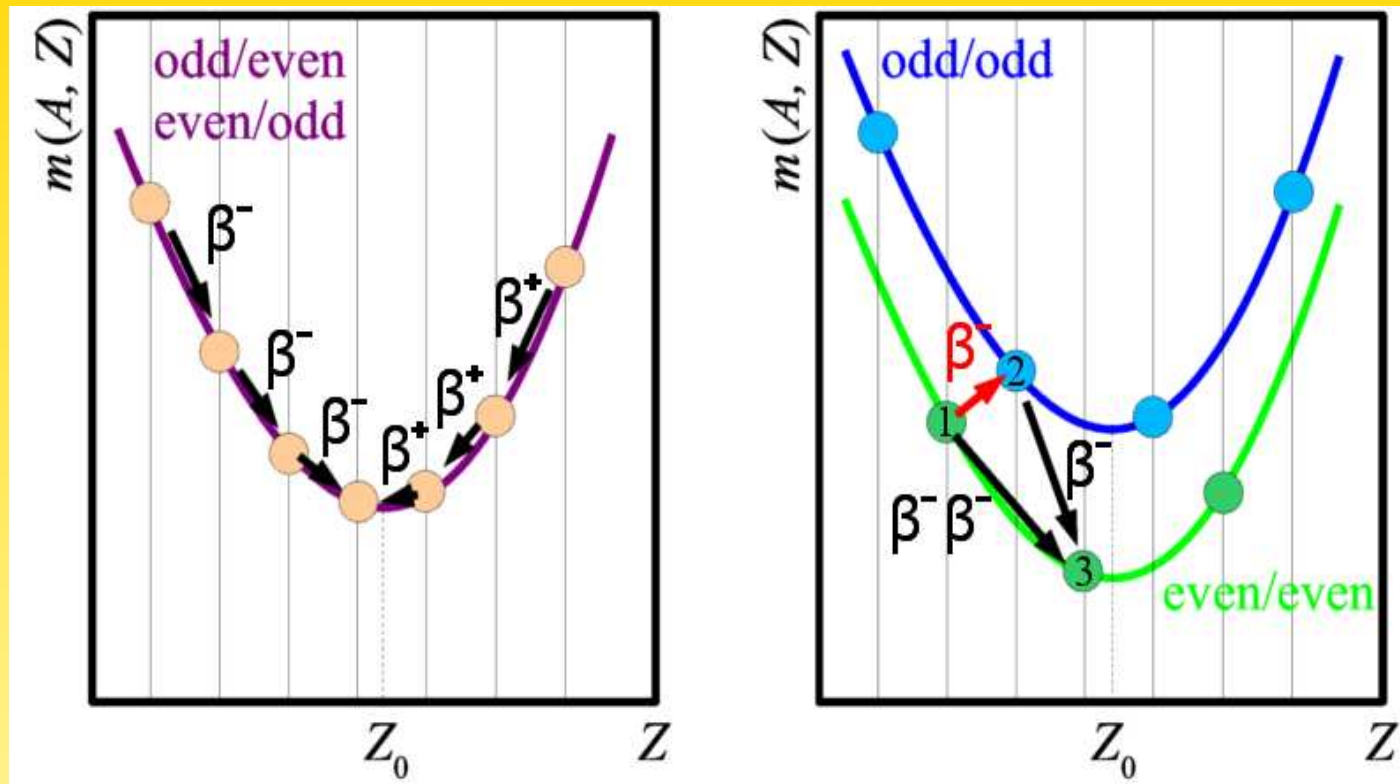 m (A, Z)
odd/even
even/odd
β⁻
β⁻
β⁻
β⁺
β⁺
β⁺
Z₀
Z
m (A, Z)
odd/odd
β⁻
2
1
β⁻
β⁻β⁻
3
even/even
Z₀
Z